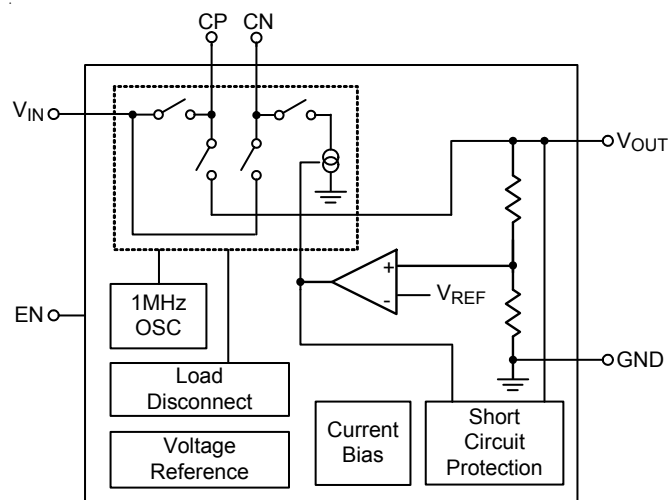 CP
CN
VIN
VOUT
+
-
VREF
EN
1MHz
OSC
GND
Load
Disconnect
Voltage
Reference
Current
Bias
Short
Circuit
Protection